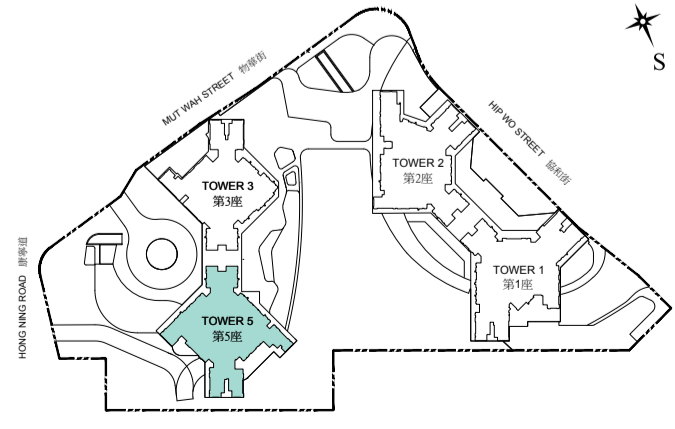 S
MUT WAH STREET 物華街
HIP WO STREET 協和街
TOWER 2
第2座
TOWER 3
第3座
HONG NING ROAD 康寧道
TOWER 1
第1座
TOWER 5
第5座